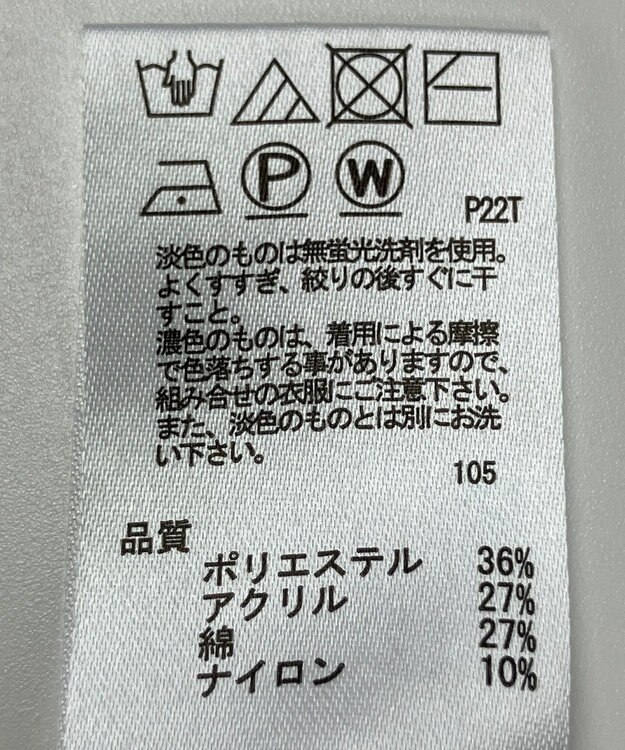 P W P22T
淡色のものは無蛍光洗剤を使用。
よくすすぎ、絞りの後すぐに干
すこと。
濃色のものは、着用による摩擦
で色落ちする事がありますので、
組み合せの衣服にご注意下さい。
また、淡色のものとは別にお洗
い下さい。
105
品質
ポリエステル 36%
アクリル 27%
綿 27%
ナイロン 10%